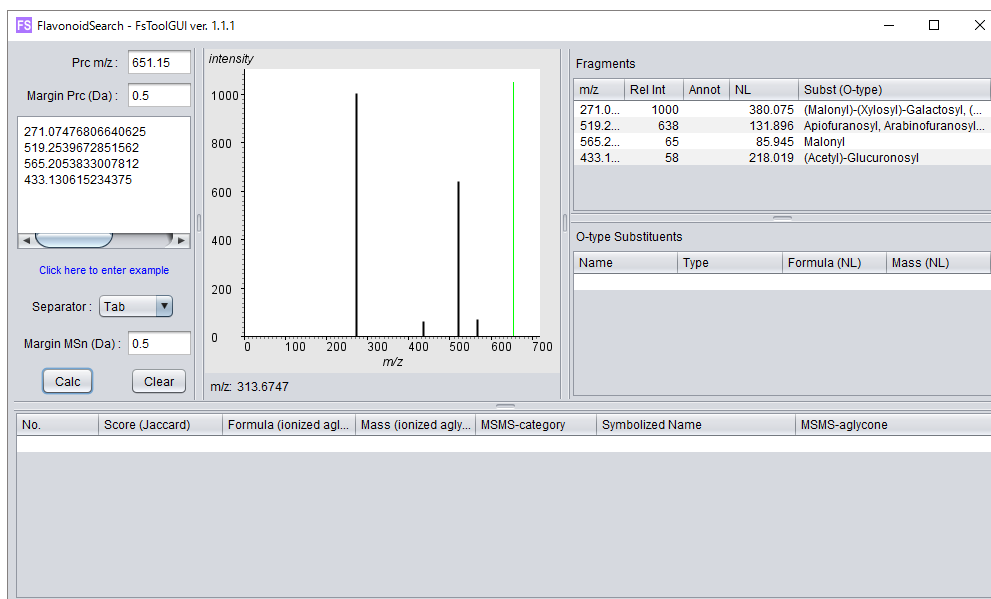 FS FlavonoidSearch - FsToolGUI ver. 1.1.1
Prc m/z : 651.15
Margin Prc (Da) : 0.5
271.07476806640625
519.2539672851562
565.2053833007812
433.130615234375
Click here to enter example
Separator : Tab
Margin MSn (Da) : 0.5
Calc Clear
intensity
1000
800
600
400
200
0
0 100 200 300 400 500 600 700
m/z
m/z: 313.6747
Fragments
m/z Rel Int Annot NL Subst (O-type)
271.0... 1000 380.075 (Malonyl)-(Xylosyl)-Galactosyl, (...
519.2... 638 131.896 Apiofuranosyl, Arabinofuranosyl...
565.2... 65 85.945 Malonyl
433.1... 58 218.019 (Acetyl)-Glucuronosyl
O-type Substituents
Name Type Formula (NL) Mass (NL)
No. Score (Jaccard) Formula (ionized agl... Mass (ionized agly... MSMS-category Symbolized Name MSMS-aglycone